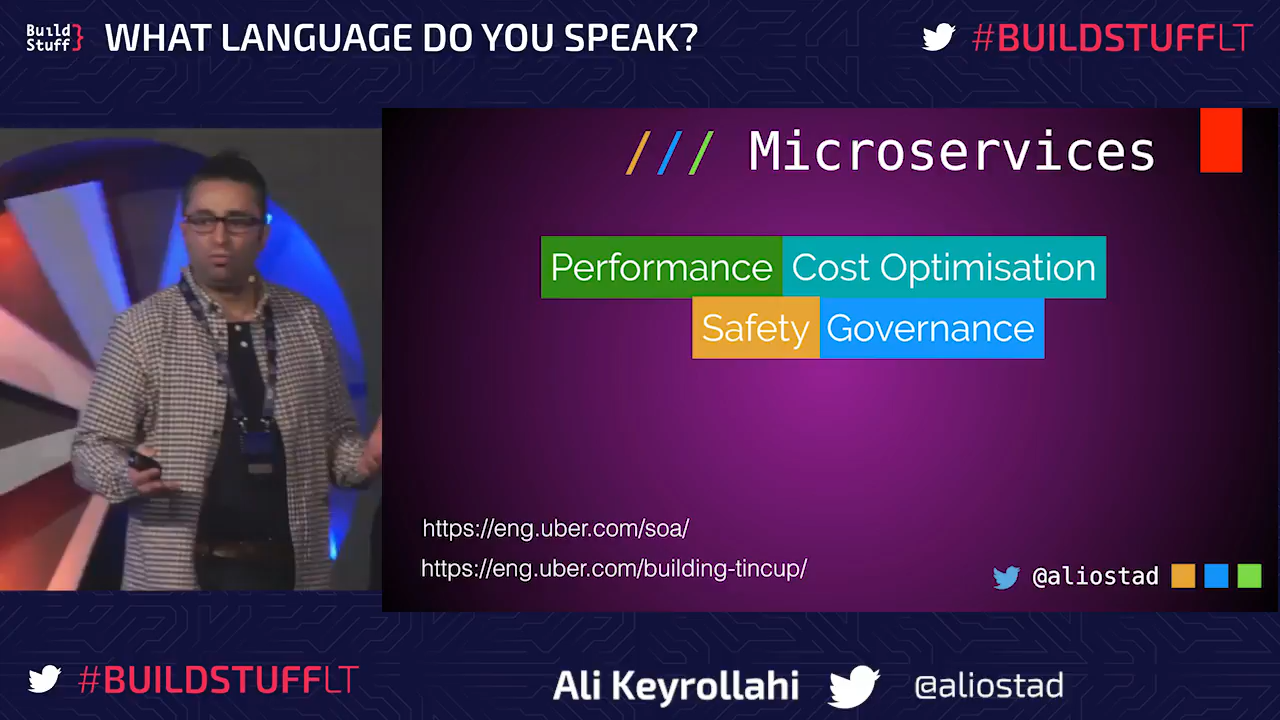 Build
Stuff}
WHAT LANGUAGE DO YOU SPEAK?
#BUILDSTUFFLT
/// Microservices
Performance Cost Optimisation
Safety Governance
https://eng.uber.com/soa/
https://eng.uber.com/building-tincup/
@aliostad
#BUILDSTUFFLT
Ali Keyrollahi
@aliostad